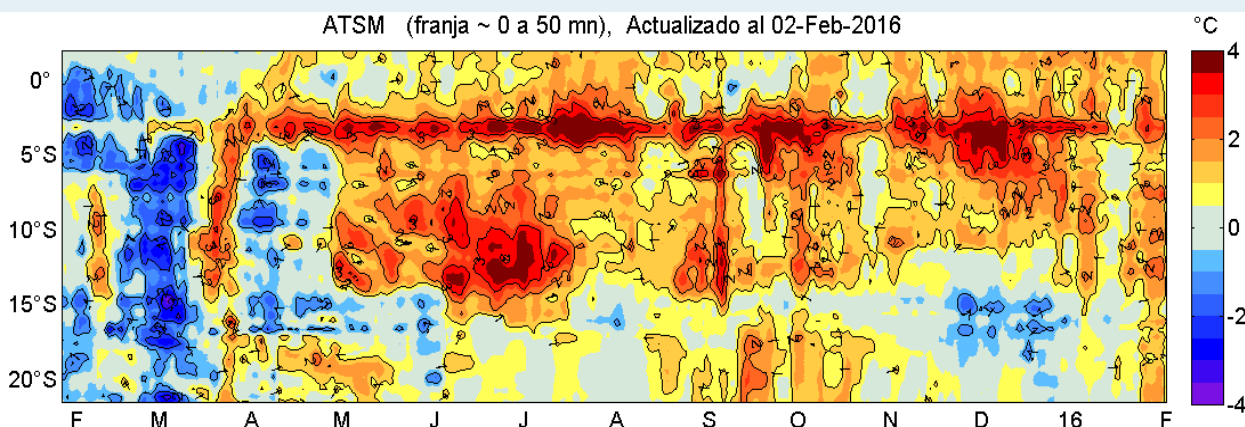 ATSM (franja ~ 0 a 50 mn), Actualizado al 02-Feb-2016
°C
4
2
0
-2
-4
0°
5°S
10°S
15°S
20°S
F M A M J J A S O N D 16 F